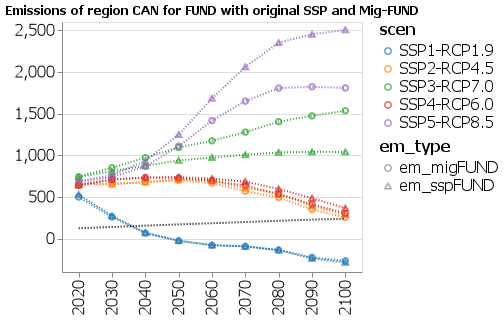 Emissions of region CAN for FUND with original SSP and Mig-FUND
2,500
2,000
1,500
1,000
500
0
2020
2030
2040
2050
2060
2070
2080
2090
2100
scen
SSP1-RCP1.9
SSP2-RCP4.5
SSP3-RCP7.0
SSP4-RCP6.0
SSP5-RCP8.5
em_type
em_migFUND
em_sspFUND